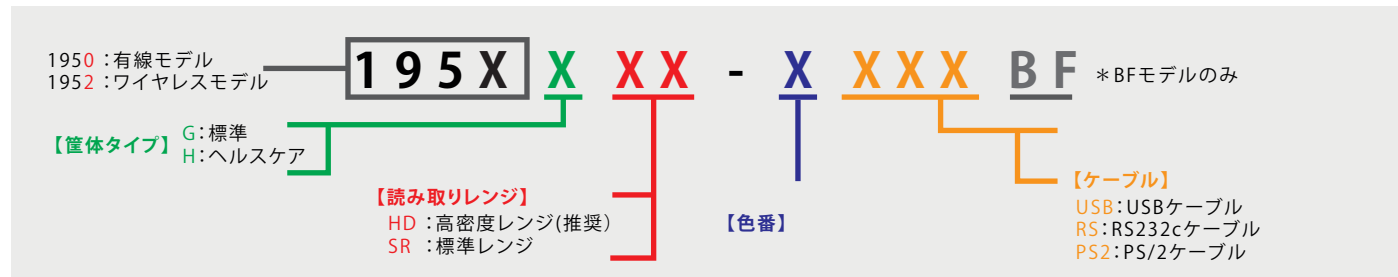 1950：有線モデル
1952：ワイヤレスモデル
195X X XX - X XXX BF ＊BFモデルのみ
【筐体タイプ】
G：標準
H：ヘルスケア
【読み取りレンジ】
HD：高密度レンジ(推奨）
SR：標準レンジ
【色番】
【ケーブル】
USB：USBケーブル
RS：RS232cケーブル
PS2：PS/2ケーブル